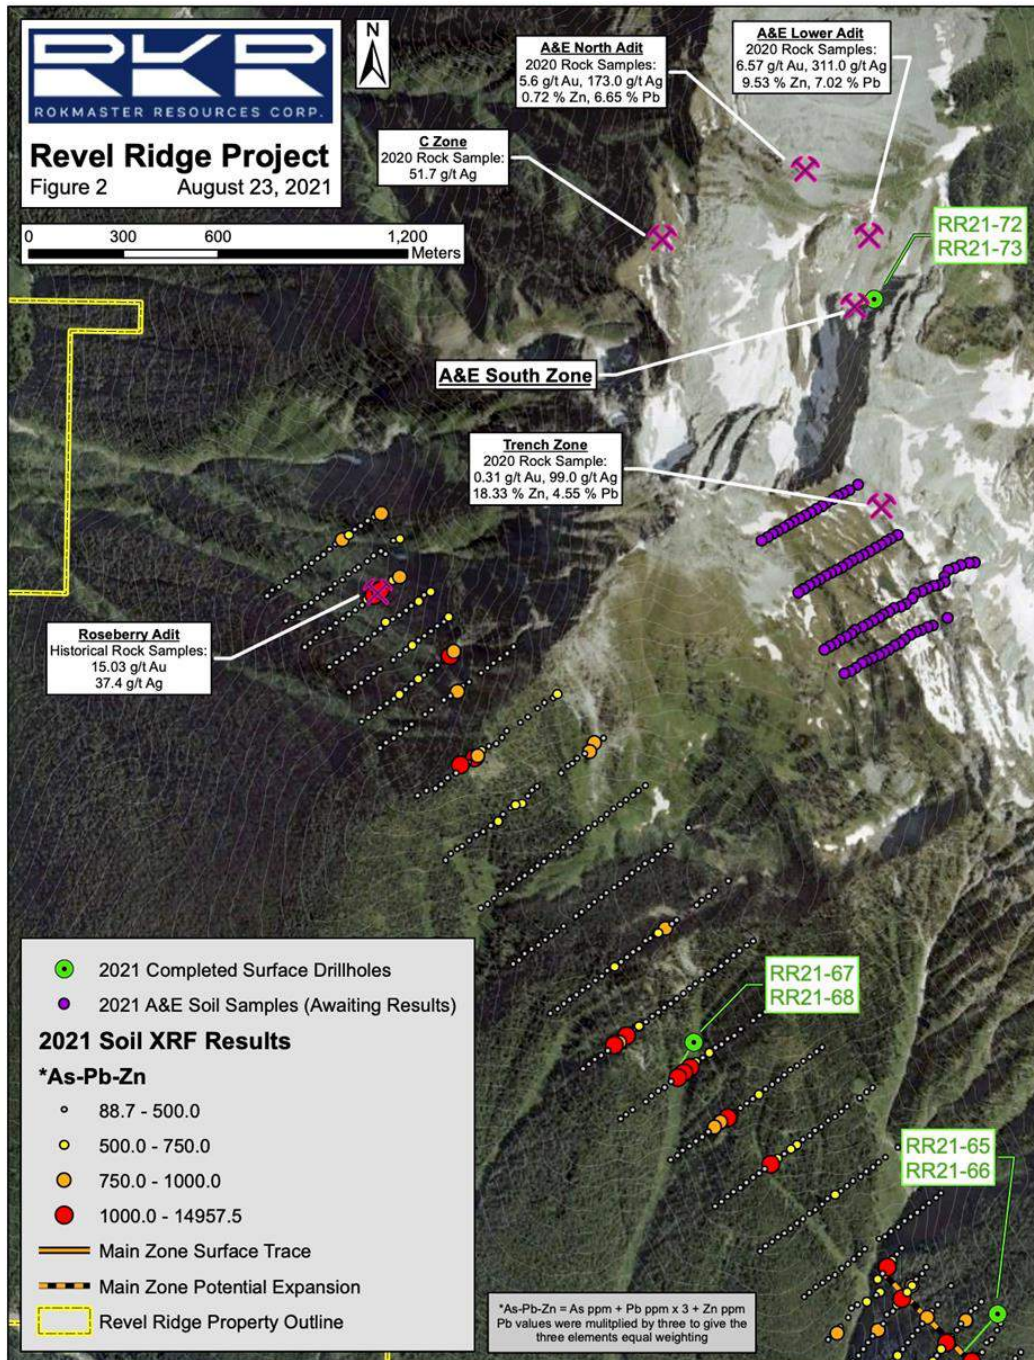 RKR
ROKMASTER RESOURCES CORP.
Revel Ridge Project
Figure 2 August 23, 2021
N
0 300 600 1,200
Meters
A&E North Adit
2020 Rock Samples:
5.6 g/t Au, 173.0 g/t Ag
0.72 % Zn, 6.65 % Pb
A&E Lower Adit
2020 Rock Samples:
6.57 g/t Au, 311.0 g/t Ag
9.53 % Zn, 7.02 % Pb
C Zone
2020 Rock Sample:
51.7 g/t Ag
RR21-72
RR21-73
A&E South Zone
Trench Zone
2020 Rock Sample:
0.31 g/t Au, 99.0 g/t Ag
18.33 % Zn, 4.55 % Pb
Roseberry Adit
Historical Rock Samples:
15.03 g/t Au
37.4 g/t Ag
RR21-67
RR21-68
RR21-65
RR21-66
2021 Completed Surface Drillholes
2021 A&E Soil Samples (Awaiting Results)
2021 Soil XRF Results
*As-Pb-Zn
88.7 - 500.0
500.0 - 750.0
750.0 - 1000.0
1000.0 - 14957.5
Main Zone Surface Trace
Main Zone Potential Expansion
Revel Ridge Property Outline
*As-Pb-Zn = As ppm + Pb ppm x 3 + Zn ppm
Pb values were mulitplied by three to give the
three elements equal weighting